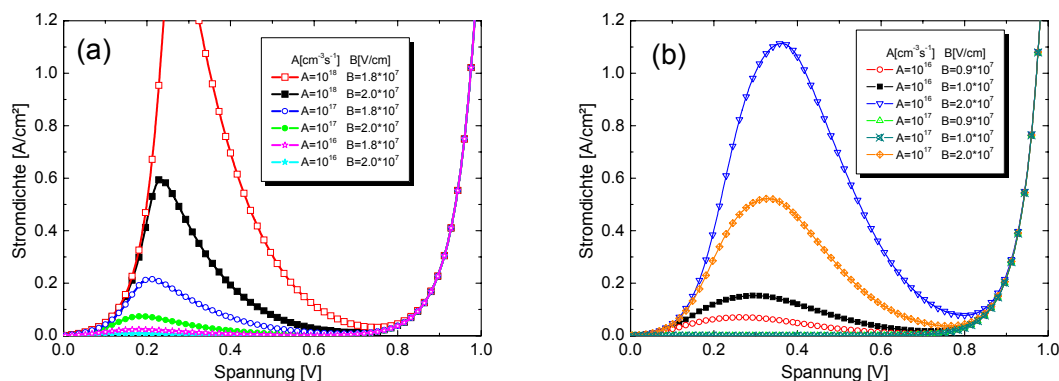 (a)
A[cm⁻³s⁻¹] B[V/cm]
A=10¹⁸ B=1.8*10⁷
A=10¹⁸ B=2.0*10⁷
A=10¹⁷ B=1.8*10⁷
A=10¹⁷ B=2.0*10⁷
A=10¹⁶ B=1.8*10⁷
A=10¹⁶ B=2.0*10⁷
Stromdichte [A/cm²]
1.2
1.0
0.8
0.6
0.4
0.2
0.0
0.0 0.2 0.4 0.6 0.8 1.0
Spannung [V]
(b)
A[cm⁻³s⁻¹] B[V/cm]
A=10¹⁶ B=0.9*10⁷
A=10¹⁶ B=1.0*10⁷
A=10¹⁶ B=2.0*10⁷
A=10¹⁷ B=0.9*10⁷
A=10¹⁷ B=1.0*10⁷
A=10¹⁷ B=2.0*10⁷
Stromdichte [A/cm²]
1.2
1.0
0.8
0.6
0.4
0.2
0.0
0.0 0.2 0.4 0.6 0.8 1.0
Spannung [V]